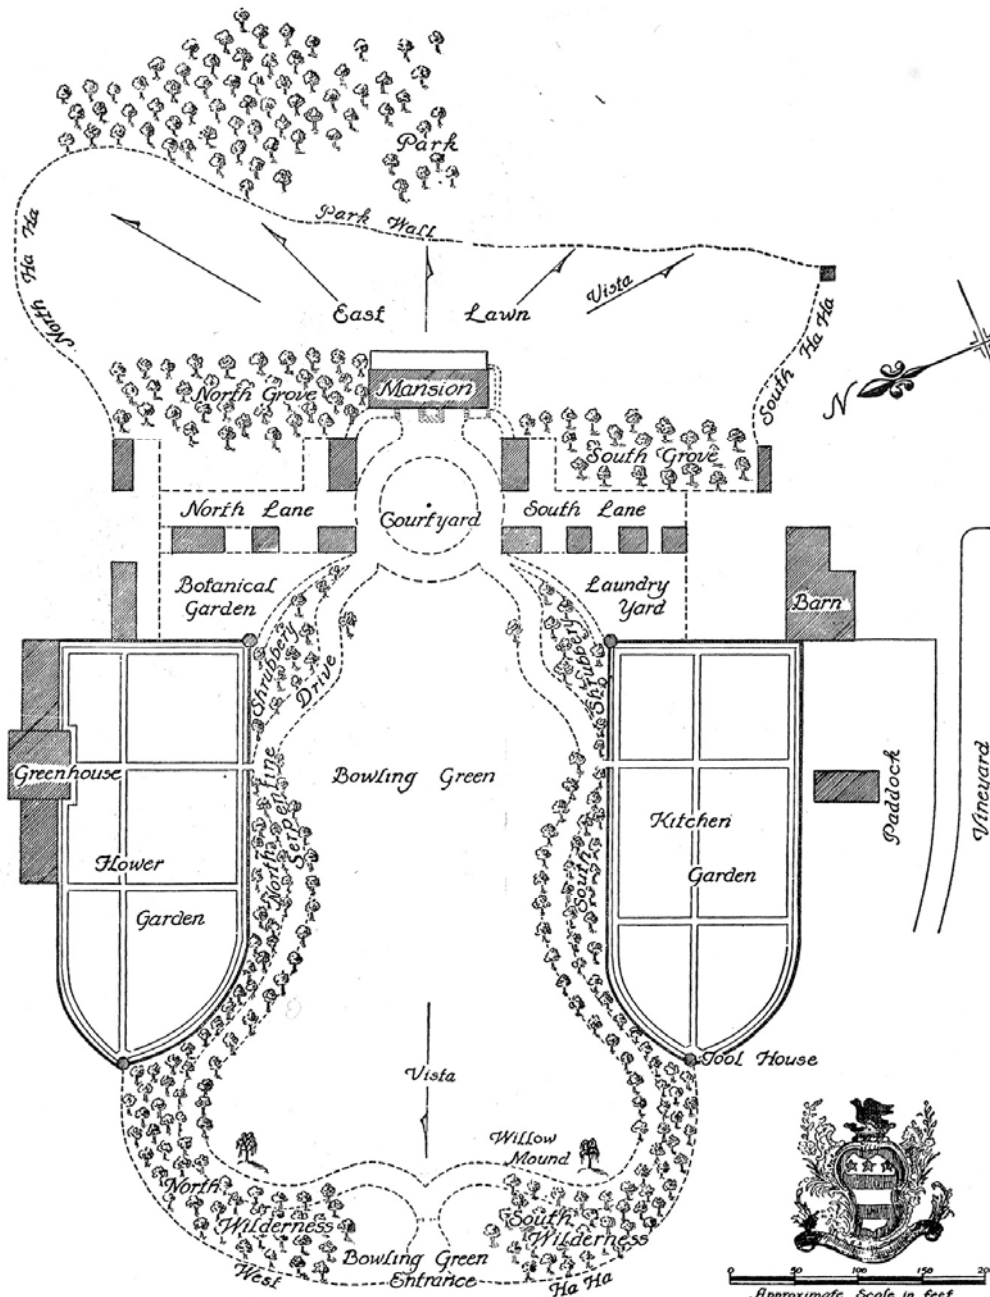 Park
Park Wall
North Ha Ha
East Lawn
Vista
South Ha Ha
N
Mansion
North Grove
South Grove
North Lane
Courtyard
South Lane
Botanical
Garden
Laundry
Yard
Barn
Shrubbery
Drive
Shrubbery
Greenhouse
Bowling Green
North
Serpentine
South
Kitchen
Garden
Paddock
Vineyard
Flower
Garden
Vista
Tool House
Willow
Mound
North
Wilderness
South
Wilderness
Bowling Green
Entrance
West
Ha Ha
0 50 100 150 200
Approximate Scale in feet